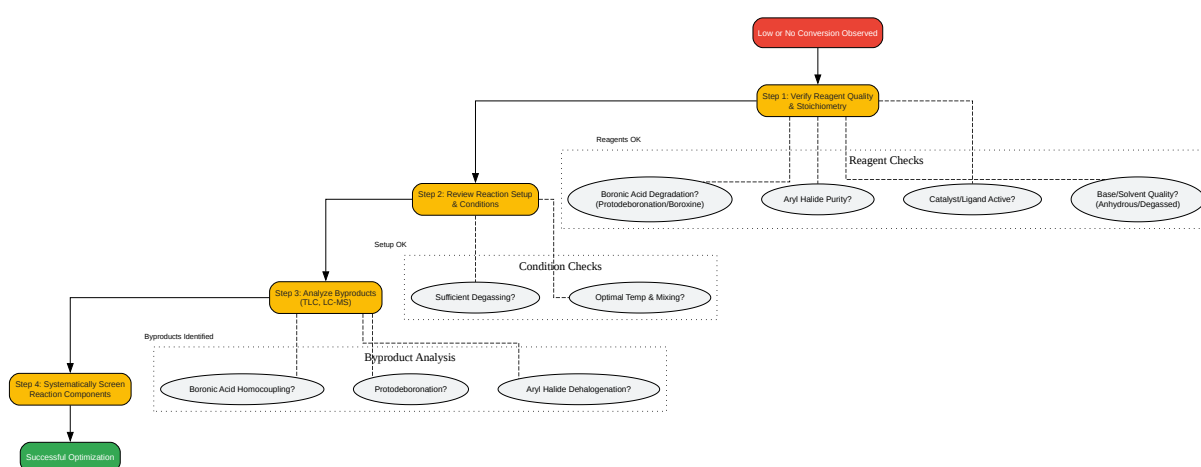 Low or No Conversion Observed
Step 1: Verify Reagent Quality
& Stoichiometry
Reagents OK
Reagent Checks
Boronic Acid Degradation?
(Protodeboronation/Boroxine)
Aryl Halide Purity?
Catalyst/Ligand Active?
Base/Solvent Quality?
(Anhydrous/Degassed)
Step 2: Review Reaction Setup
& Conditions
Setup OK
Condition Checks
Sufficient Degassing?
Optimal Temp & Mixing?
Step 3: Analyze Byproducts
(TLC, LC-MS)
Byproducts Identified
Byproduct Analysis
Boronic Acid Homocoupling?
Protodeboronation?
Aryl Halide Dehalogenation?
Step 4: Systematically Screen
Reaction Components
Successful Optimization